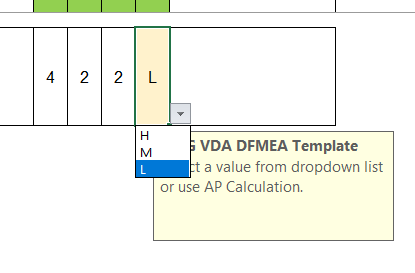 4 2 2 L
H
M
L
G VDA DFMEA Template
ct a value from dropdown list
or use AP Calculation.